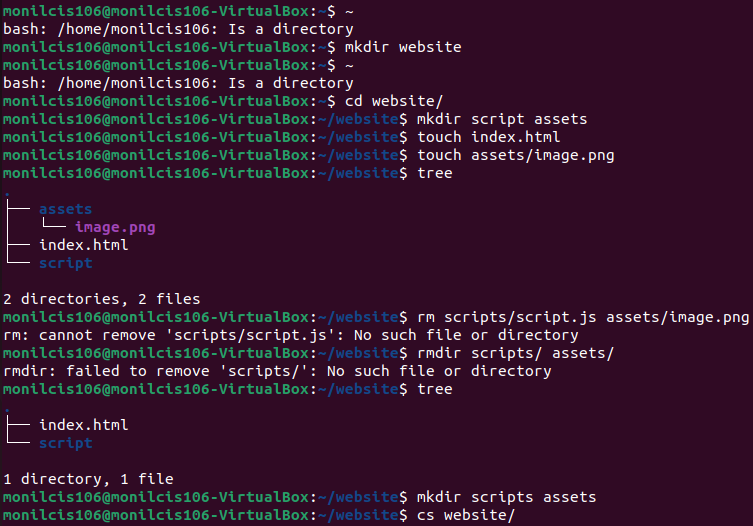 monilcis106@monilcis106-VirtualBox:~$ ~
bash: /home/monilcis106: Is a directory
monilcis106@monilcis106-VirtualBox:~$ mkdir website
monilcis106@monilcis106-VirtualBox:~$ ~
bash: /home/monilcis106: Is a directory
monilcis106@monilcis106-VirtualBox:~$ cd website/
monilcis106@monilcis106-VirtualBox:~/website$ mkdir script assets
monilcis106@monilcis106-VirtualBox:~/website$ touch index.html
monilcis106@monilcis106-VirtualBox:~/website$ touch assets/image.png
monilcis106@monilcis106-VirtualBox:~/website$ tree
.
├── assets
│   └── image.png
├── index.html
└── script
2 directories, 2 files
monilcis106@monilcis106-VirtualBox:~/website$ rm scripts/script.js assets/image.png
rm: cannot remove 'scripts/script.js': No such file or directory
monilcis106@monilcis106-VirtualBox:~/website$ rmdir scripts/ assets/
rmdir: failed to remove 'scripts/': No such file or directory
monilcis106@monilcis106-VirtualBox:~/website$ tree
.
├── index.html
└── script
1 directory, 1 file
monilcis106@monilcis106-VirtualBox:~/website$ mkdir scripts assets
monilcis106@monilcis106-VirtualBox:~/website$ cs website/